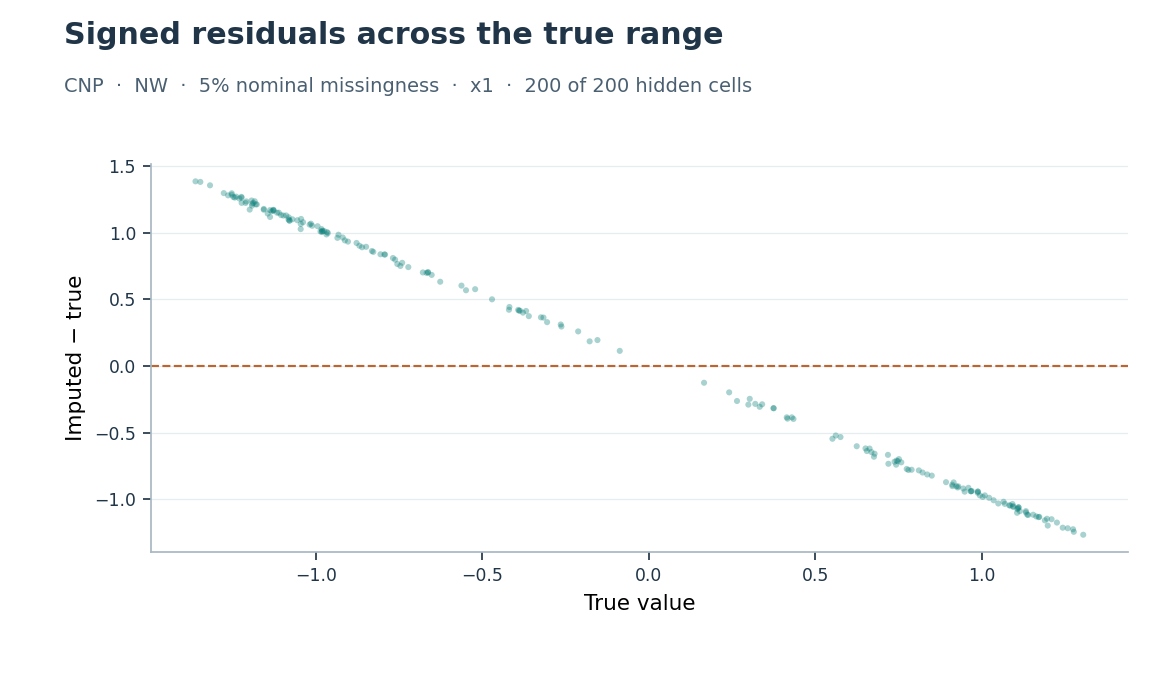 Signed residuals across the true range
CNP · NW · 5% nominal missingness · x1 · 200 of 200 hidden cells
1.5
1.0
0.5
0.0
−0.5
−1.0
Imputed − true
−1.0 −0.5 0.0 0.5 1.0
True value